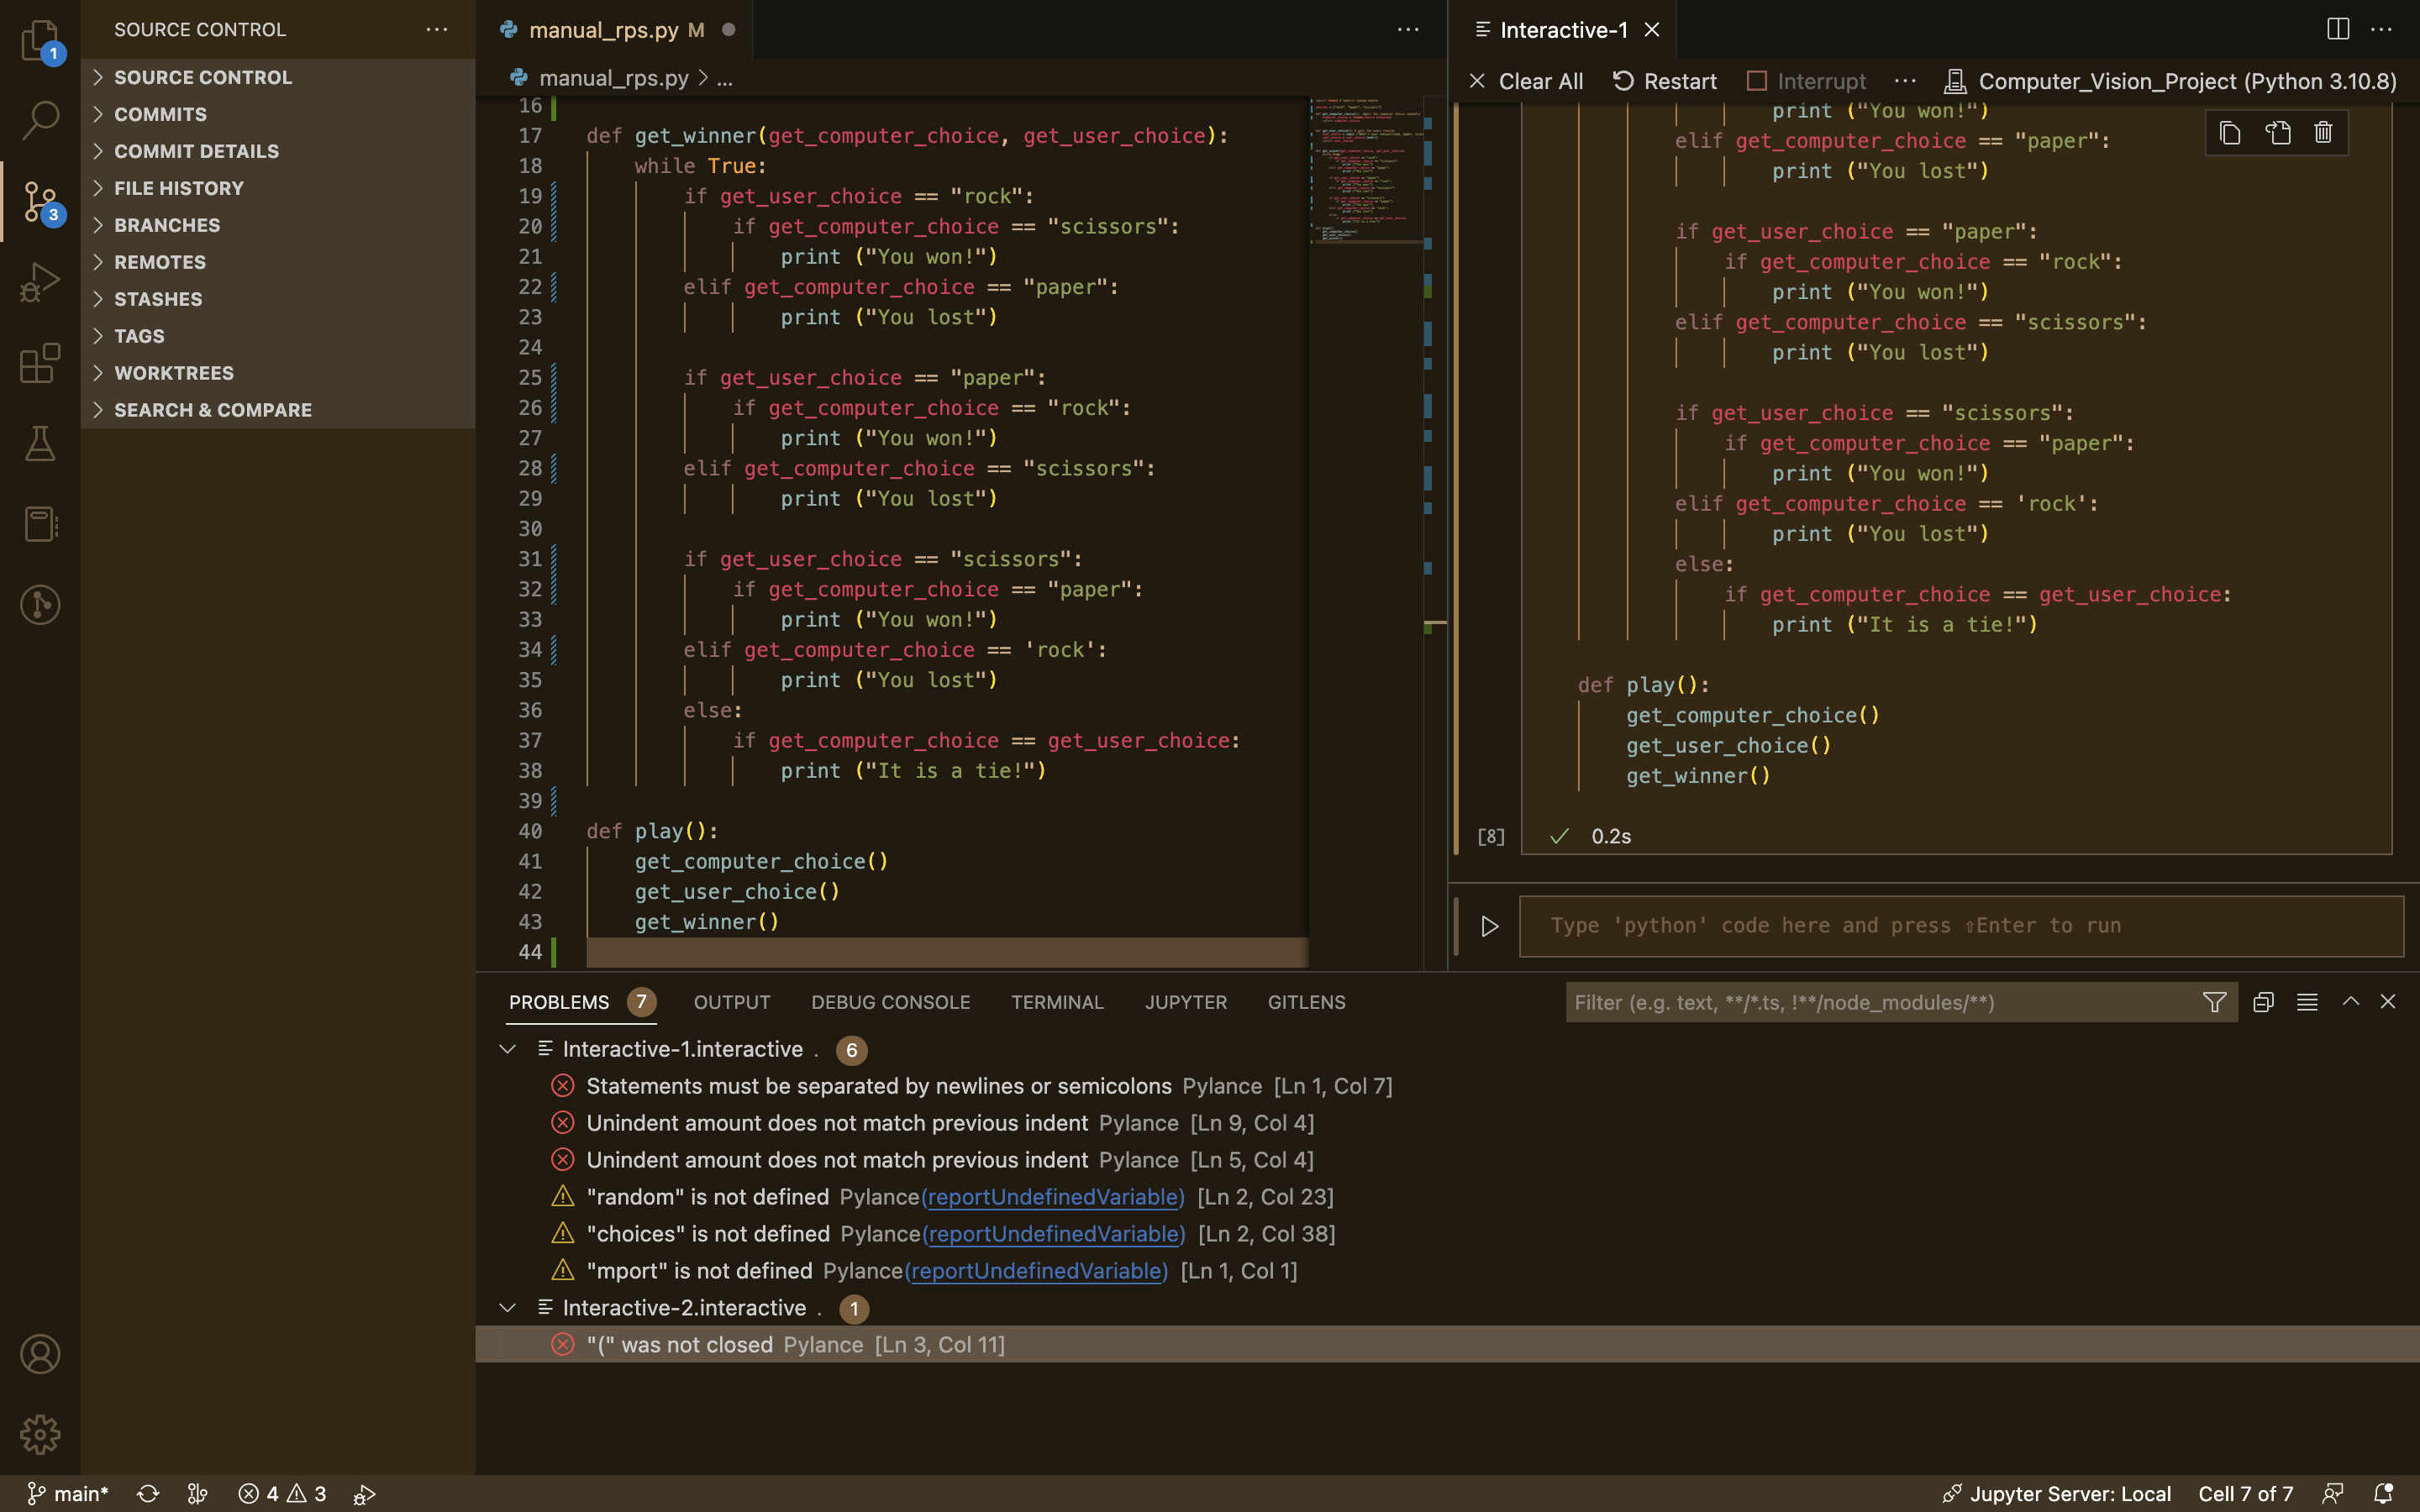 1
3
SOURCE CONTROL
SOURCE CONTROL
COMMITS
COMMIT DETAILS
FILE HISTORY
BRANCHES
REMOTES
STASHES
TAGS
WORKTREES
SEARCH & COMPARE
manual_rps.py M
manual_rps.py > ...
16
17 def get_winner(get_computer_choice, get_user_choice):
18 while True:
19 if get_user_choice == "rock":
20 if get_computer_choice == "scissors":
21 print ("You won!")
22 elif get_computer_choice == "paper":
23 print ("You lost")
24
25 if get_user_choice == "paper":
26 if get_computer_choice == "rock":
27 print ("You won!")
28 elif get_computer_choice == "scissors":
29 print ("You lost")
30
31 if get_user_choice == "scissors":
32 if get_computer_choice == "paper":
33 print ("You won!")
34 elif get_computer_choice == 'rock':
35 print ("You lost")
36 else:
37 if get_computer_choice == get_user_choice:
38 print ("It is a tie!")
39
40 def play():
41 get_computer_choice()
42 get_user_choice()
43 get_winner()
44
Interactive-1
Clear All Restart Interrupt ... Computer_Vision_Project (Python 3.10.8)
print ("You won!")
elif get_computer_choice == "paper":
print ("You lost")
if get_user_choice == "paper":
if get_computer_choice == "rock":
print ("You won!")
elif get_computer_choice == "scissors":
print ("You lost")
if get_user_choice == "scissors":
if get_computer_choice == "paper":
print ("You won!")
elif get_computer_choice == 'rock':
print ("You lost")
else:
if get_computer_choice == get_user_choice:
print ("It is a tie!")
def play():
get_computer_choice()
get_user_choice()
get_winner()
[8] 0.2s
Type 'python' code here and press ⇧Enter to run
PROBLEMS 7 OUTPUT DEBUG CONSOLE TERMINAL JUPYTER GITLENS
Filter (e.g. text, **/*.ts, !**/node_modules/**)
Interactive-1.interactive . 6
Statements must be separated by newlines or semicolons Pylance [Ln 1, Col 7]
Unindent amount does not match previous indent Pylance [Ln 9, Col 4]
Unindent amount does not match previous indent Pylance [Ln 5, Col 4]
"random" is not defined Pylance(reportUndefinedVariable) [Ln 2, Col 23]
"choices" is not defined Pylance(reportUndefinedVariable) [Ln 2, Col 38]
"mport" is not defined Pylance(reportUndefinedVariable) [Ln 1, Col 1]
Interactive-2.interactive . 1
"(" was not closed Pylance [Ln 3, Col 11]
main* 4 3
Jupyter Server: Local Cell 7 of 7